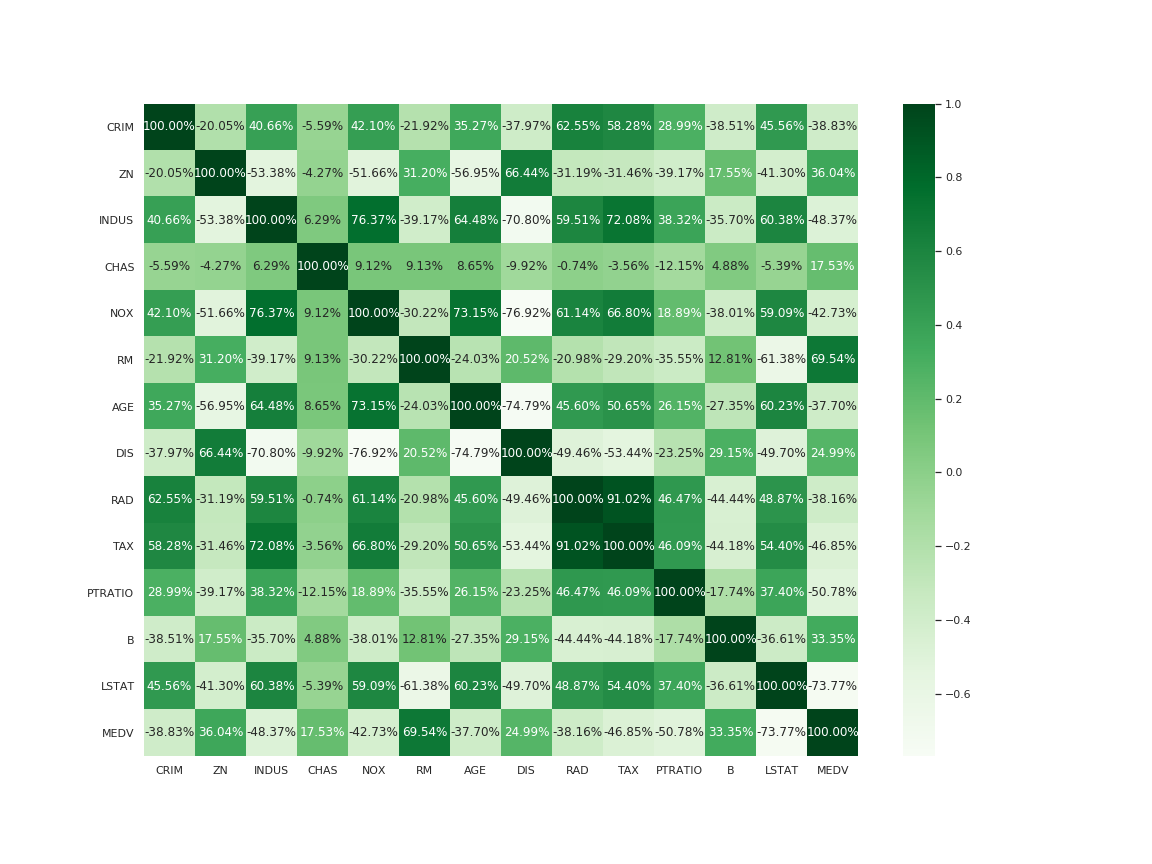 CRIM 100.00% -20.05% 40.66% -5.59% 42.10% -21.92% 35.27% -37.97% 62.55% 58.28% 28.99% -38.51% 45.56% -38.83%
ZN -20.05% 100.00% -53.38% -4.27% -51.66% 31.20% -56.95% 66.44% -31.19% -31.46% -39.17% 17.55% -41.30% 36.04%
INDUS 40.66% -53.38% 100.00% 6.29% 76.37% -39.17% 64.48% -70.80% 59.51% 72.08% 38.32% -35.70% 60.38% -48.37%
CHAS -5.59% -4.27% 6.29% 100.00% 9.12% 9.13% 8.65% -9.92% -0.74% -3.56% -12.15% 4.88% -5.39% 17.53%
NOX 42.10% -51.66% 76.37% 9.12% 100.00% -30.22% 73.15% -76.92% 61.14% 66.80% 18.89% -38.01% 59.09% -42.73%
RM -21.92% 31.20% -39.17% 9.13% -30.22% 100.00% -24.03% 20.52% -20.98% -29.20% -35.55% 12.81% -61.38% 69.54%
AGE 35.27% -56.95% 64.48% 8.65% 73.15% -24.03% 100.00% -74.79% 45.60% 50.65% 26.15% -27.35% 60.23% -37.70%
DIS -37.97% 66.44% -70.80% -9.92% -76.92% 20.52% -74.79% 100.00% -49.46% -53.44% -23.25% 29.15% -49.70% 24.99%
RAD 62.55% -31.19% 59.51% -0.74% 61.14% -20.98% 45.60% -49.46% 100.00% 91.02% 46.47% -44.44% 48.87% -38.16%
TAX 58.28% -31.46% 72.08% -3.56% 66.80% -29.20% 50.65% -53.44% 91.02% 100.00% 46.09% -44.18% 54.40% -46.85%
PTRATIO 28.99% -39.17% 38.32% -12.15% 18.89% -35.55% 26.15% -23.25% 46.47% 46.09% 100.00% -17.74% 37.40% -50.78%
B -38.51% 17.55% -35.70% 4.88% -38.01% 12.81% -27.35% 29.15% -44.44% -44.18% -17.74% 100.00% -36.61% 33.35%
LSTAT 45.56% -41.30% 60.38% -5.39% 59.09% -61.38% 60.23% -49.70% 48.87% 54.40% 37.40% -36.61% 100.00% -73.77%
MEDV -38.83% 36.04% -48.37% 17.53% -42.73% 69.54% -37.70% 24.99% -38.16% -46.85% -50.78% 33.35% -73.77% 100.00%
CRIM ZN INDUS CHAS NOX RM AGE DIS RAD TAX PTRATIO B LSTAT MEDV
1.0
0.8
0.6
0.4
0.2
0.0
−0.2
−0.4
−0.6